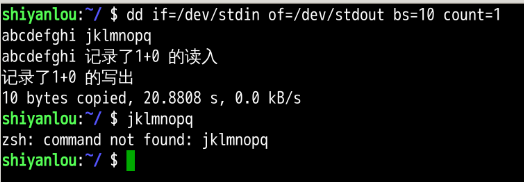 shiyanlou:~/ $ dd if=/dev/stdin of=/dev/stdout bs=10 count=1
abcdefghi jklmnopq
abcdefghi 记录了1+0 的读入
记录了1+0 的写出
10 bytes copied, 20.8808 s, 0.0 kB/s
shiyanlou:~/ $ jklmnopq
zsh: command not found: jklmnopq
shiyanlou:~/ $